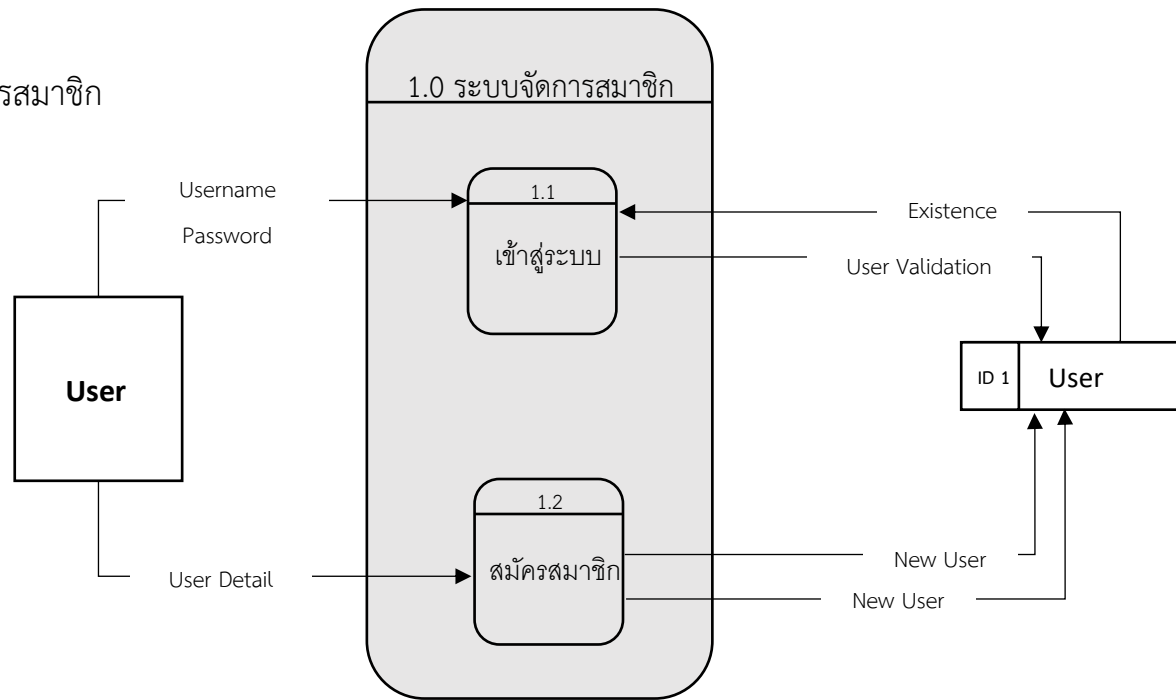 รสมาชิก
1.0 ระบบจัดการสมาชิก
Username
Password
1.1
เข้าสู่ระบบ
Existence
User Validation
User
ID 1
User
1.2
สมัครสมาชิก
User Detail
New User
New User